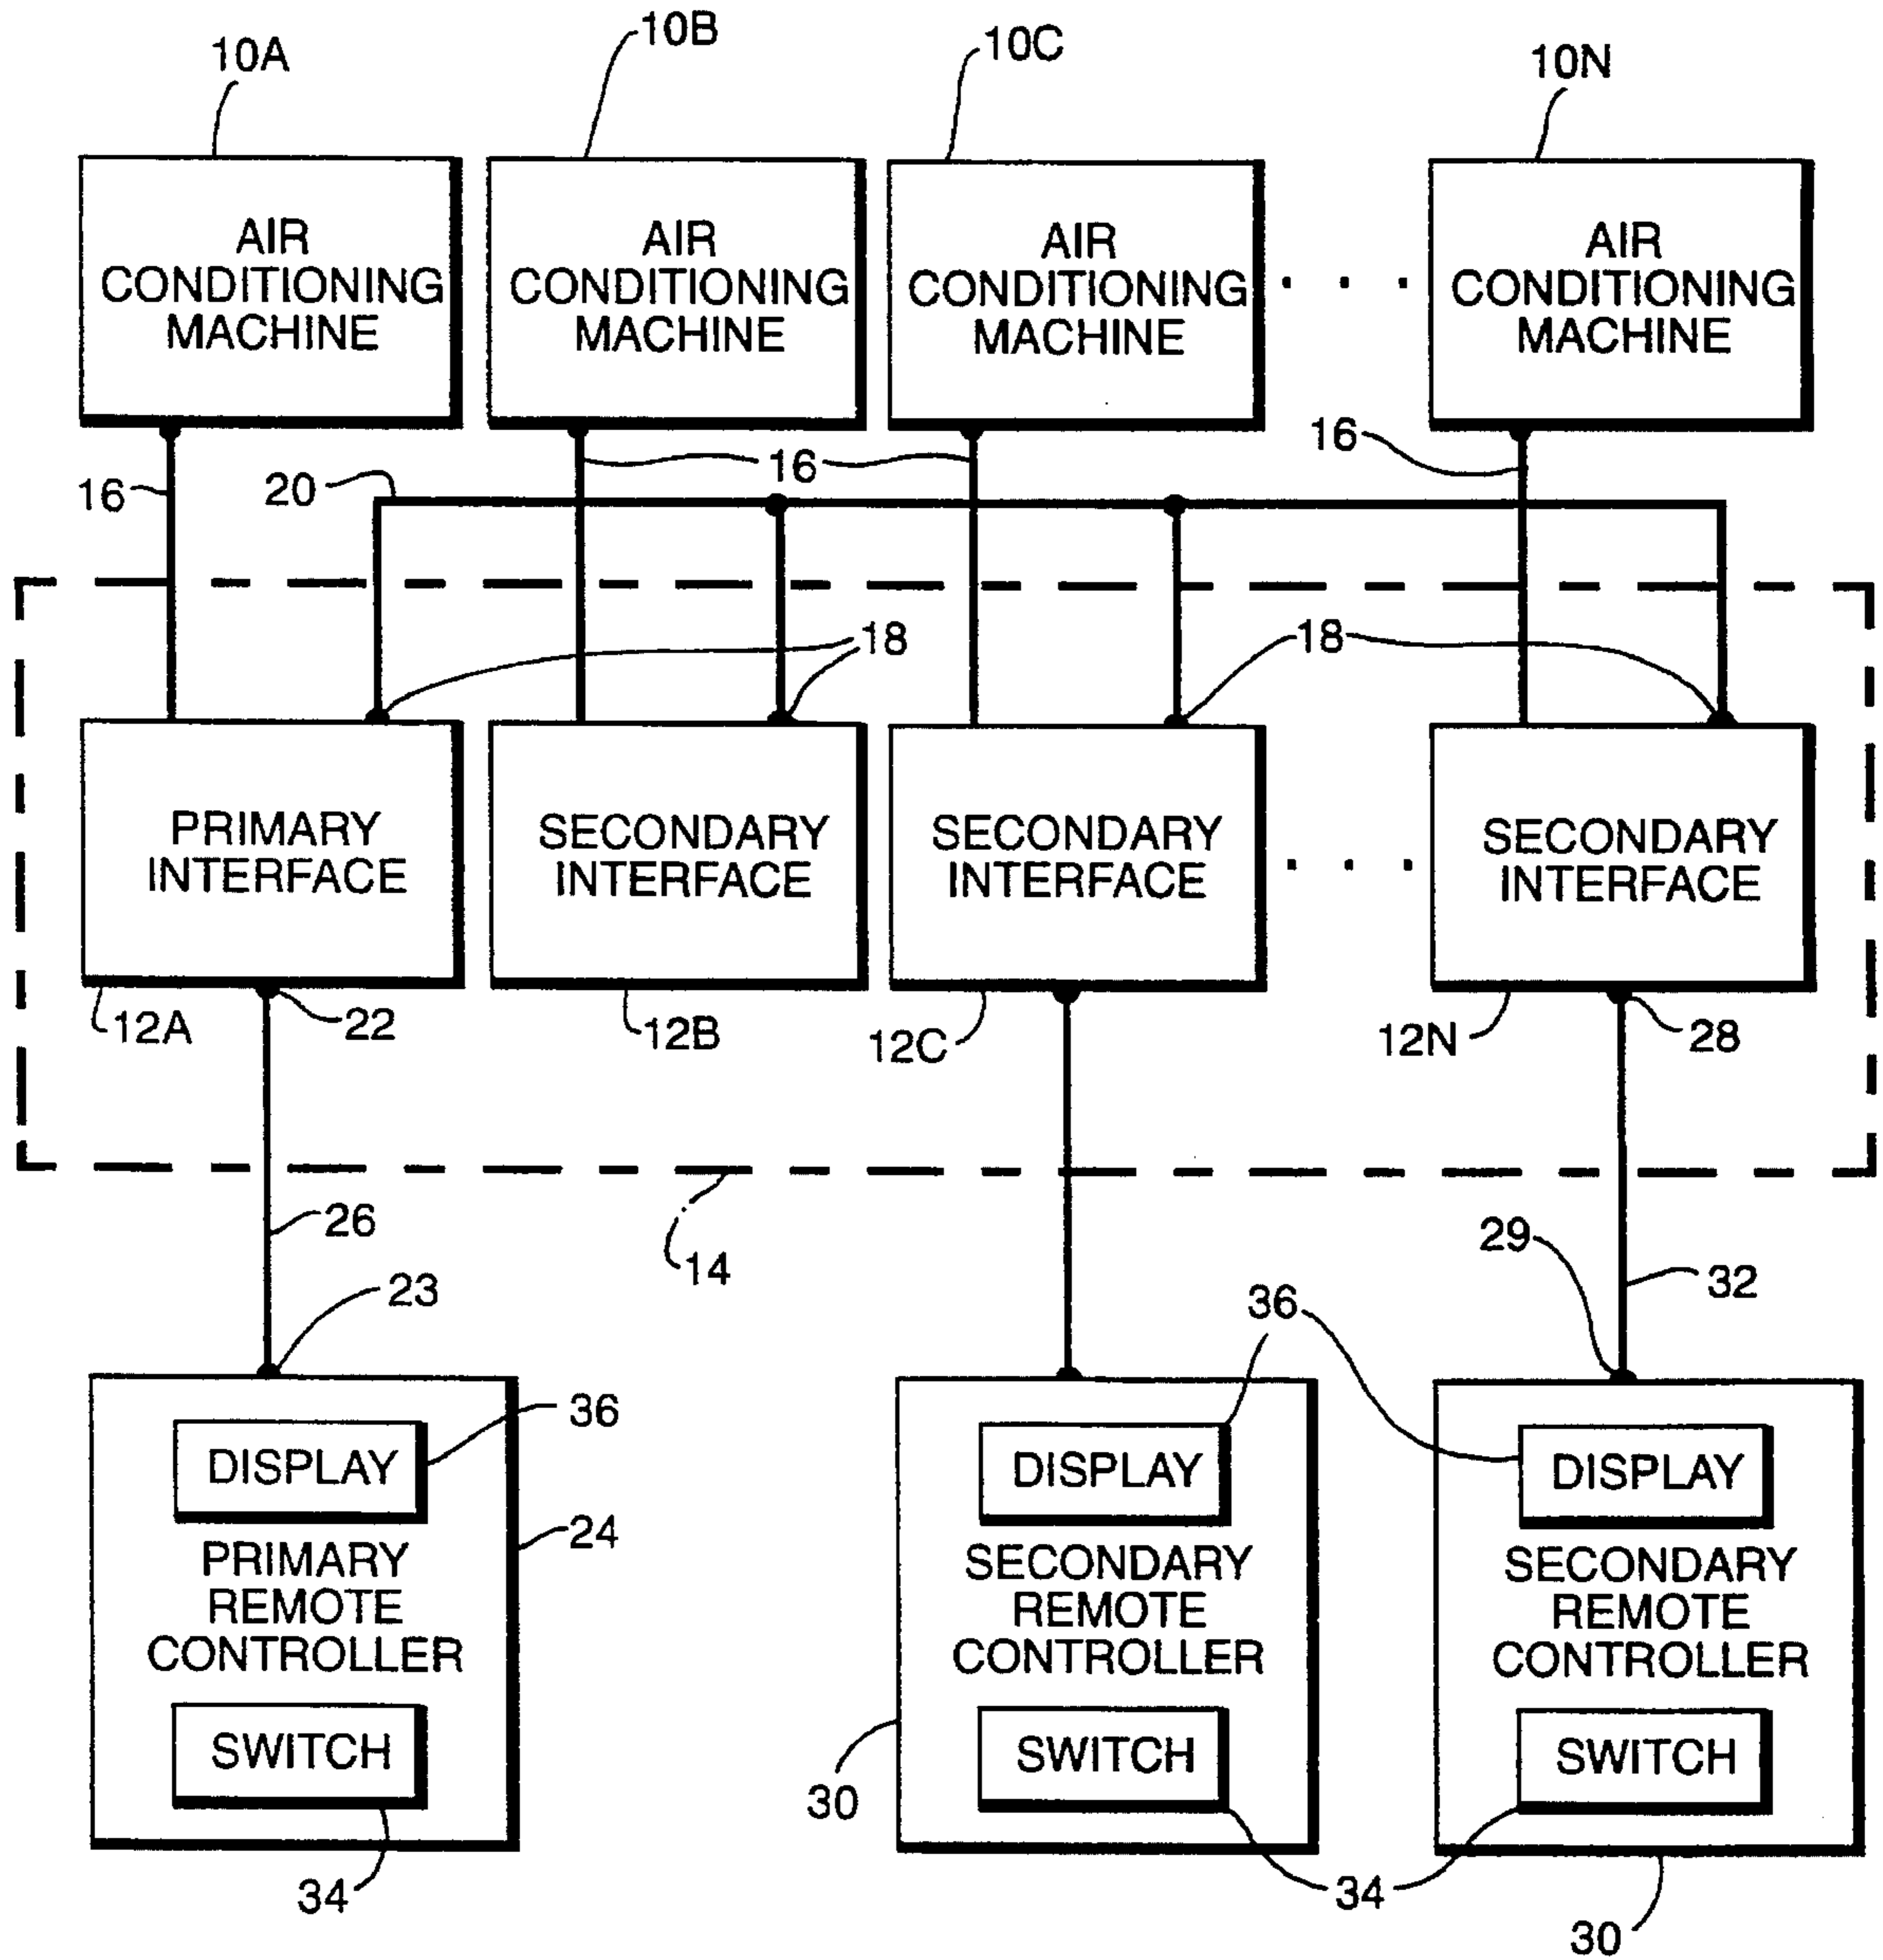 10A
10B
10C
10N
AIR
CONDITIONING
MACHINE
AIR
CONDITIONING
MACHINE
AIR
CONDITIONING
MACHINE
. . .
AIR
CONDITIONING
MACHINE
16
20
16
16
18
18
PRIMARY
INTERFACE
SECONDARY
INTERFACE
SECONDARY
INTERFACE
. . .
SECONDARY
INTERFACE
12A
22
12B
12C
12N
28
26
14
29
32
23
36
36
DISPLAY
PRIMARY
REMOTE
CONTROLLER
SWITCH
24
34
DISPLAY
SECONDARY
REMOTE
CONTROLLER
SWITCH
30
DISPLAY
SECONDARY
REMOTE
CONTROLLER
SWITCH
34
30